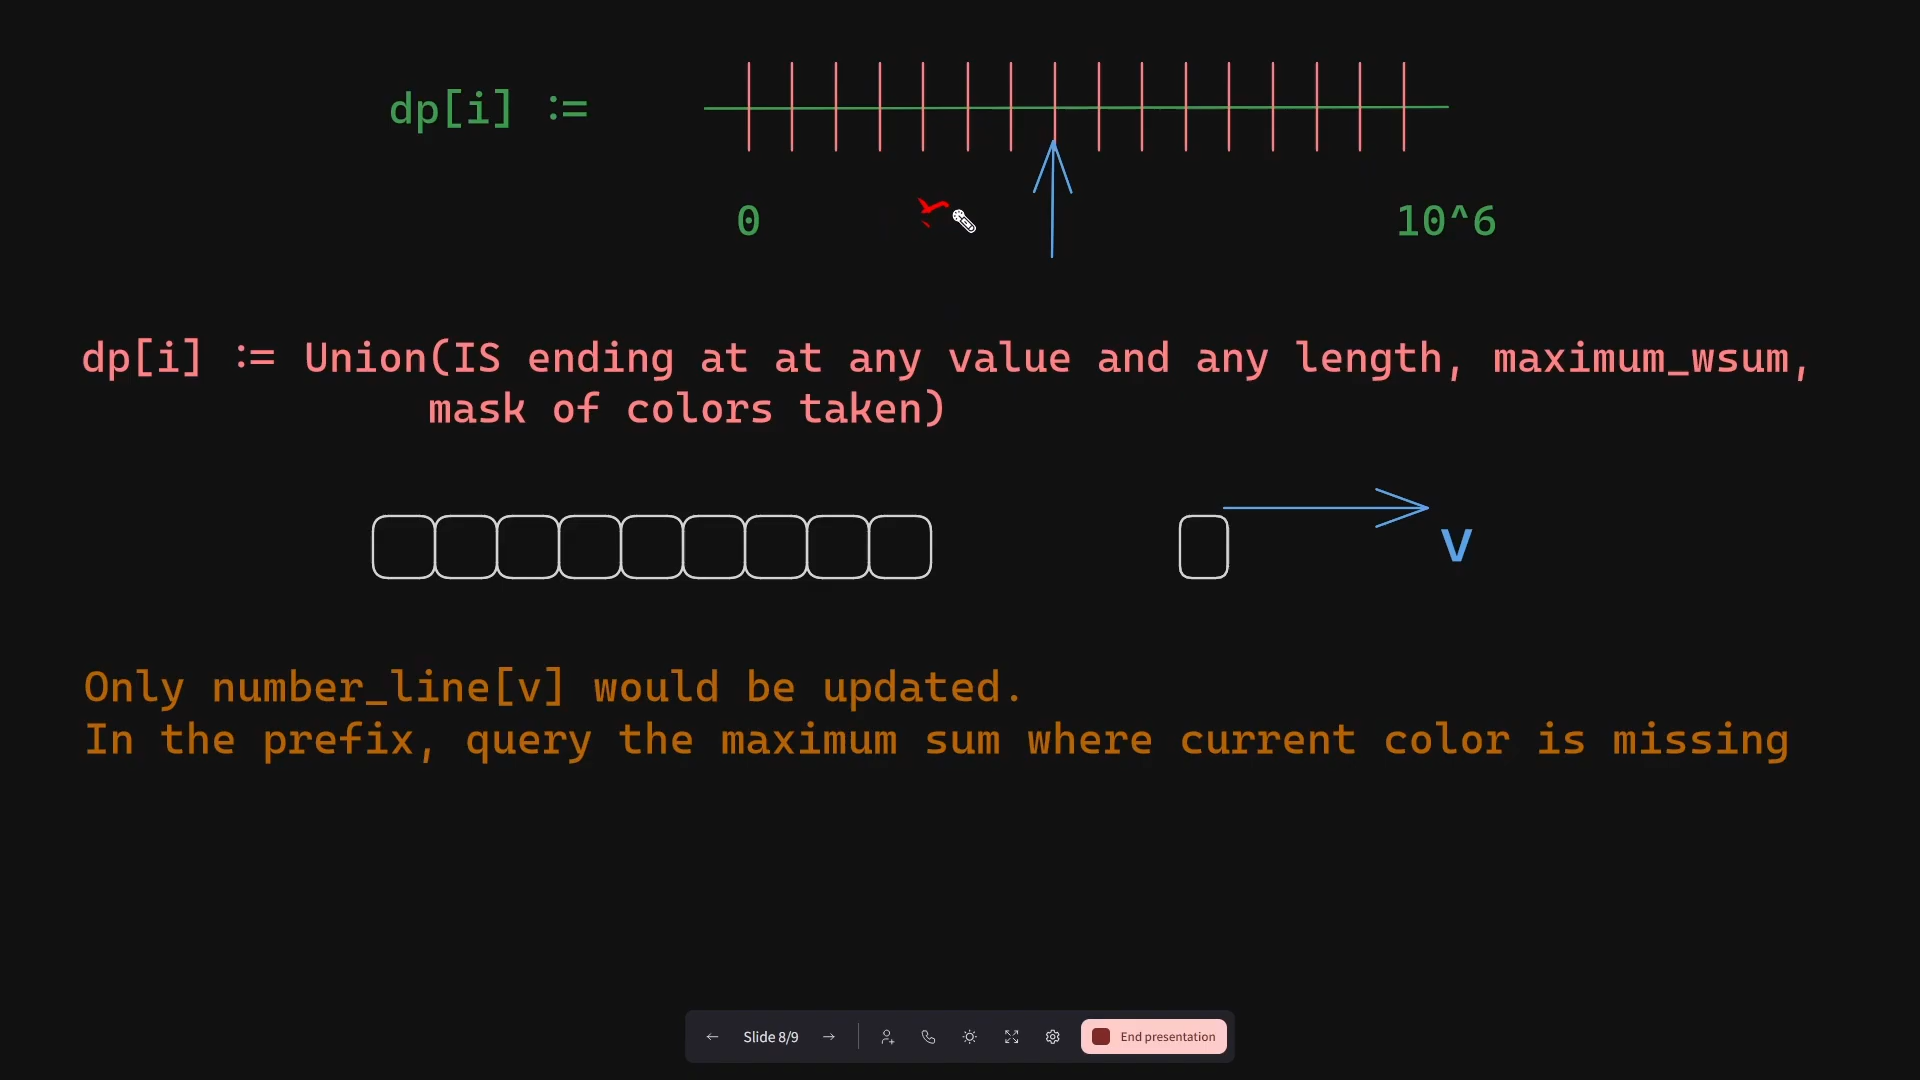 dp[i] :=
0
10^6
dp[i] := Union(IS ending at at any value and any length, maximum_wsum,
mask of colors taken)
v
Only number_line[v] would be updated.
In the prefix, query the maximum sum where current color is missing
Slide 8/9
End presentation